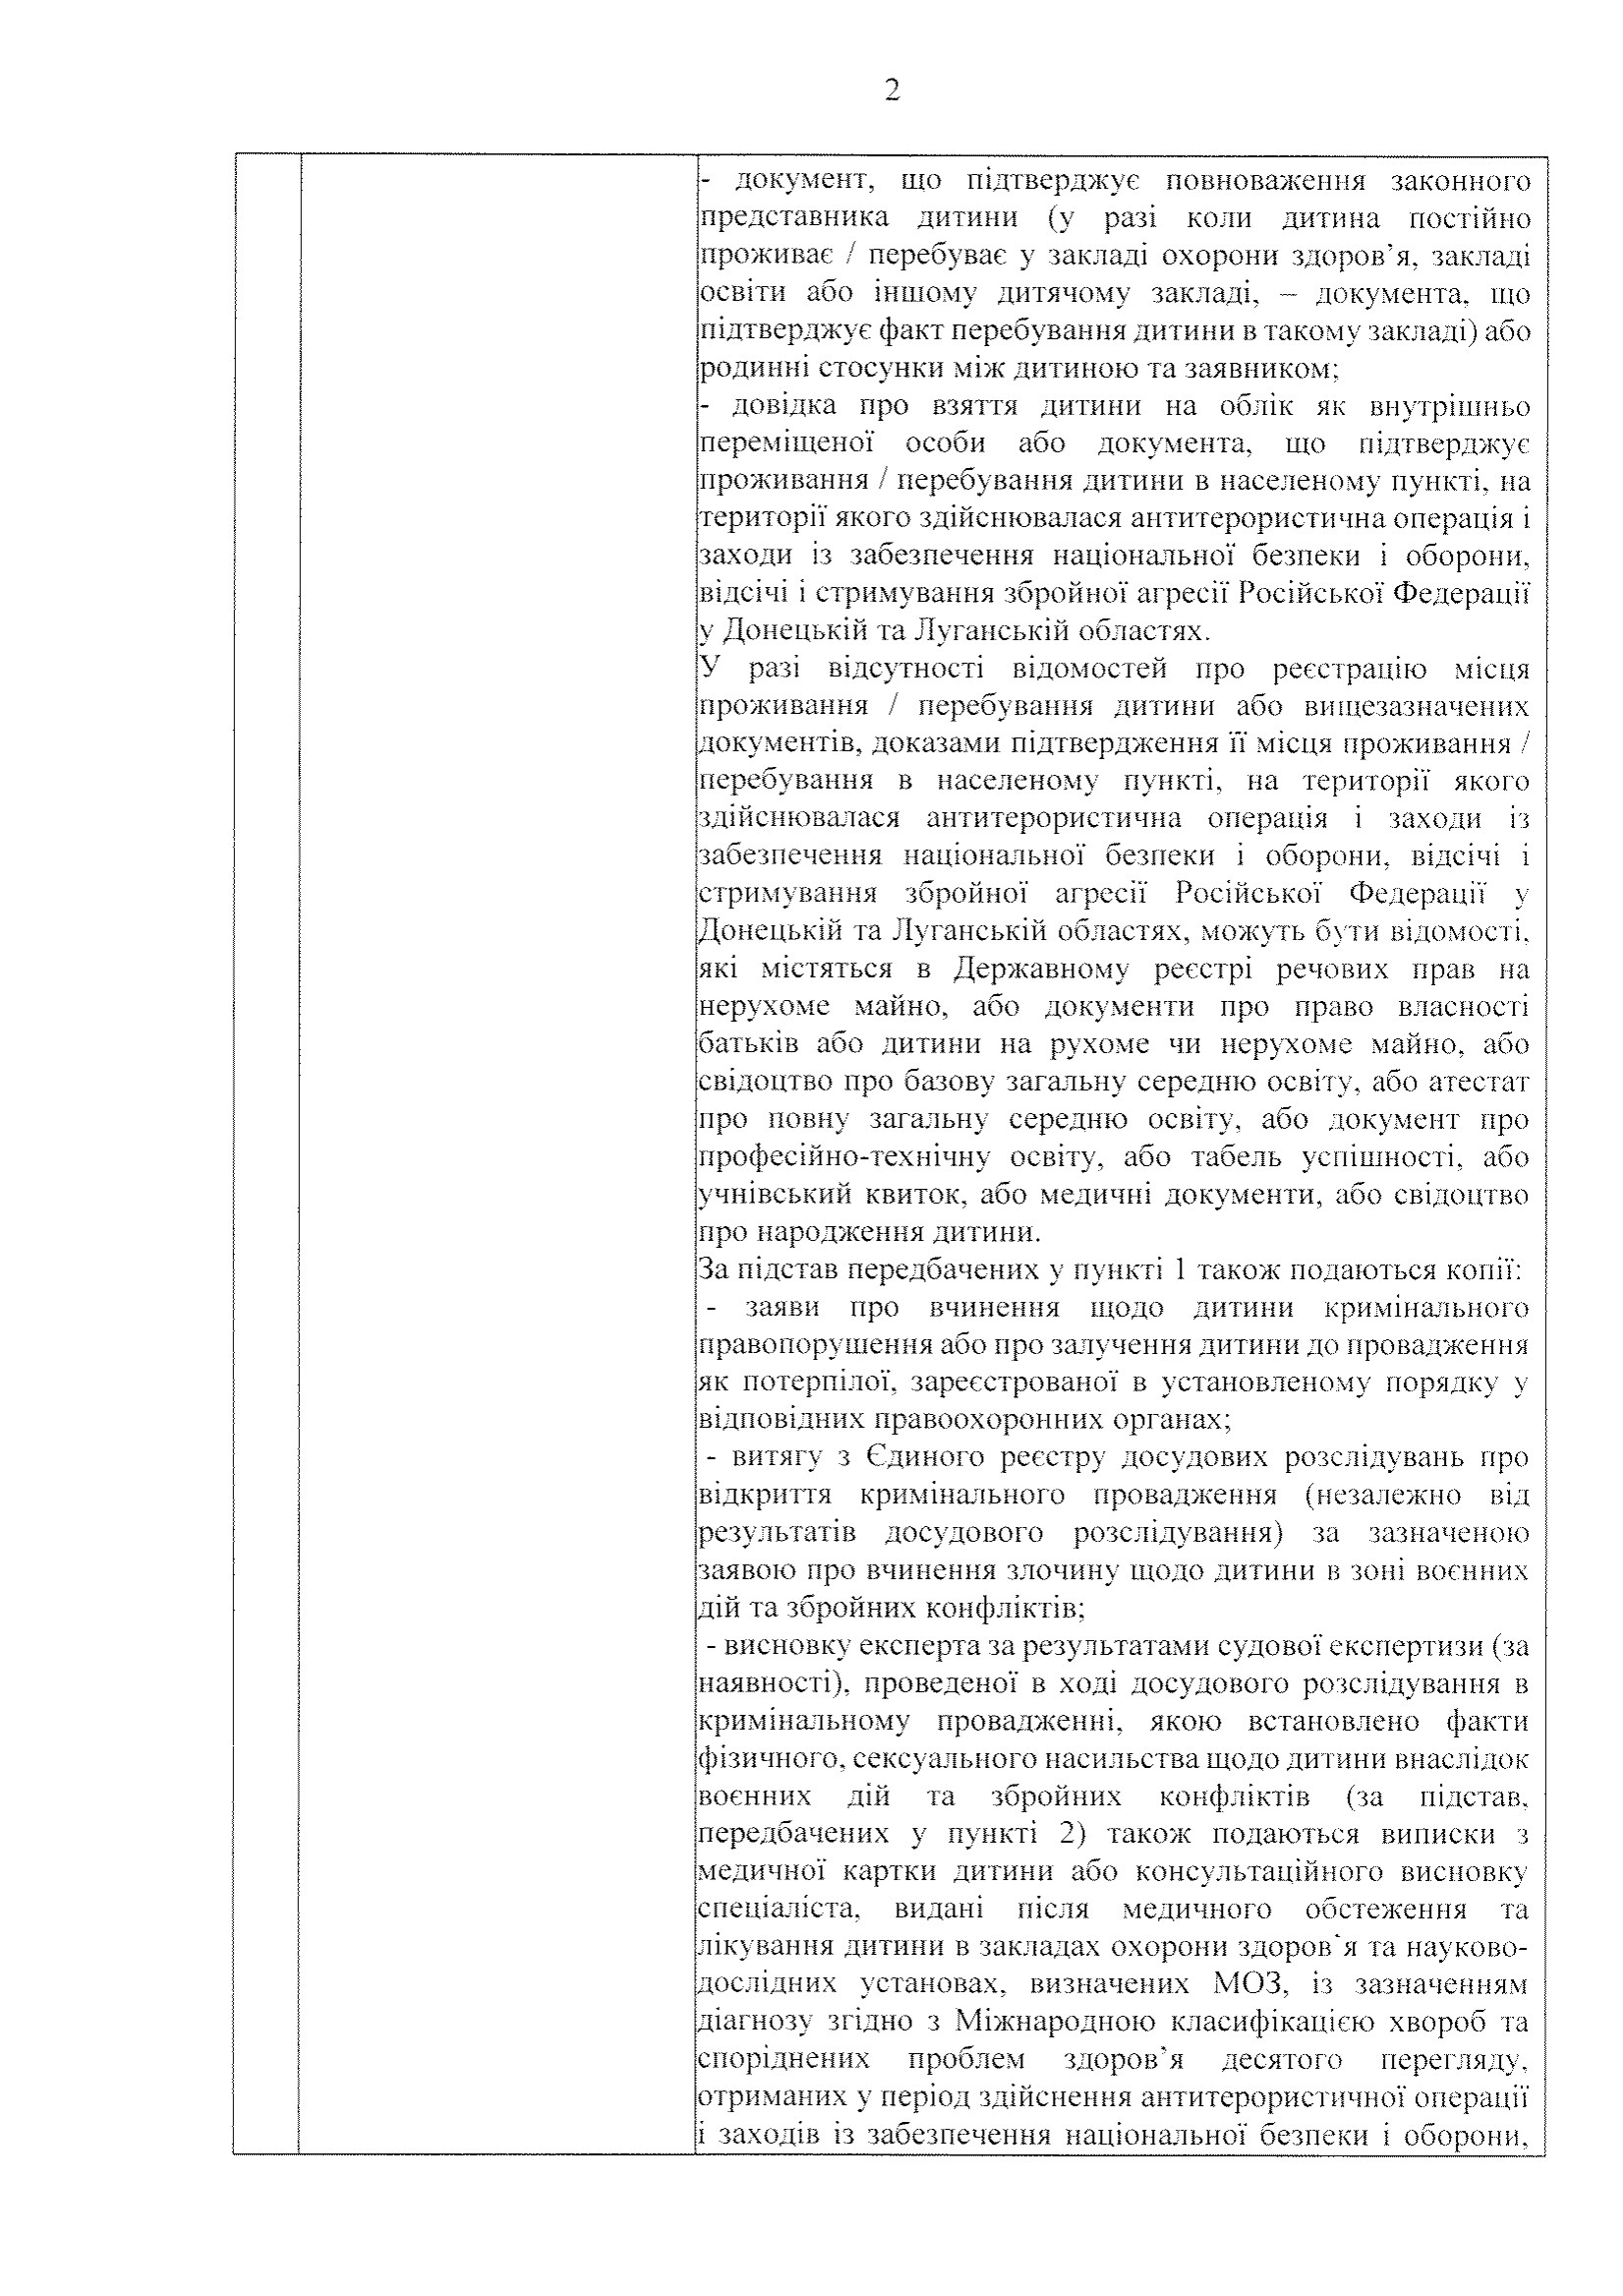 2
- документ, що підтверджує повноваження законного
представника дитини (у разі коли дитина постійно
проживає / перебуває у закладі охорони здоров’я, закладі
освіти або іншому дитячому закладі, – документа, що
підтверджує факт перебування дитини в такому закладі) або
родинні стосунки між дитиною та заявником;
- довідка про взяття дитини на облік як внутрішньо
переміщеної особи або документа, що підтверджує
проживання / перебування дитини в населеному пункті, на
території якого здійснювалася антитерористична операція і
заходи із забезпечення національної безпеки і оборони,
відсічі і стримування збройної агресії Російської Федерації
у Донецькій та Луганській областях.
У разі відсутності відомостей про реєстрацію місця
проживання / перебування дитини або вищезазначених
документів, доказами підтвердження її місця проживання /
перебування в населеному пункті, на території якого
здійснювалася антитерористична операція і заходи із
забезпечення національної безпеки і оборони, відсічі і
стримування збройної агресії Російської Федерації у
Донецькій та Луганській областях, можуть бути відомості,
які містяться в Державному реєстрі речових прав на
нерухоме майно, або документи про право власності
батьків або дитини на рухоме чи нерухоме майно, або
свідоцтво про базову загальну середню освіту, або атестат
про повну загальну середню освіту, або документ про
професійно-технічну освіту, або табель успішності, або
учнівський квиток, або медичні документи, або свідоцтво
про народження дитини.
За підстав передбачених у пункті 1 також подаються копії:
- заяви про вчинення щодо дитини кримінального
правопорушення або про залучення дитини до провадження
як потерпілої, зареєстрованої в установленому порядку у
відповідних правоохоронних органах;
- витягу з Єдиного реєстру досудових розслідувань про
відкриття кримінального провадження (незалежно від
результатів досудового розслідування) за зазначеною
заявою про вчинення злочину щодо дитини в зоні воєнних
дій та збройних конфліктів;
- висновку експерта за результатами судової експертизи (за
наявності), проведеної в ході досудового розслідування в
кримінальному провадженні, якою встановлено факти
фізичного, сексуального насильства щодо дитини внаслідок
воєнних дій та збройних конфліктів (за підстав,
передбачених у пункті 2) також подаються виписки з
медичної картки дитини або консультаційного висновку
спеціаліста, видані після медичного обстеження та
лікування дитини в закладах охорони здоров’я та науково-
дослідних установах, визначених МОЗ, із зазначенням
діагнозу згідно з Міжнародною класифікацією хвороб та
споріднених проблем здоров’я десятого перегляду,
отриманих у період здійснення антитерористичної операції
і заходів із забезпечення національної безпеки і оборони,